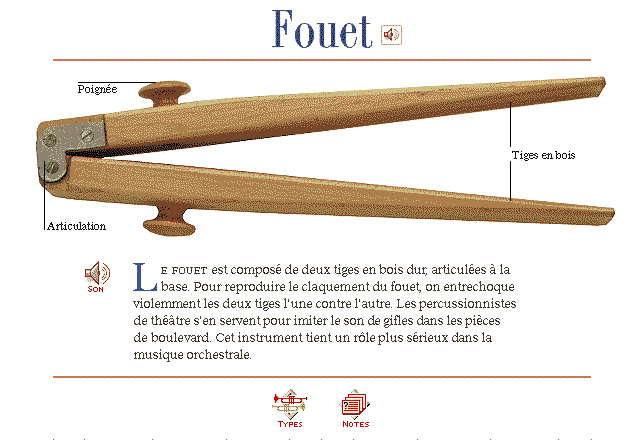 Fouet
Poignée
Tiges en bois
Articulation
Son
LE FOUET est composé de deux tiges en bois dur, articulées à la
base. Pour reproduire le claquement du fouet, on entrechoque
violemment les deux tiges l'une contre l'autre. Les percussionnistes
de théâtre s'en servent pour imiter le son de gifles dans les pièces
de boulevard. Cet instrument tient un rôle plus sérieux dans la
musique orchestrale.
TYPES
NOTES